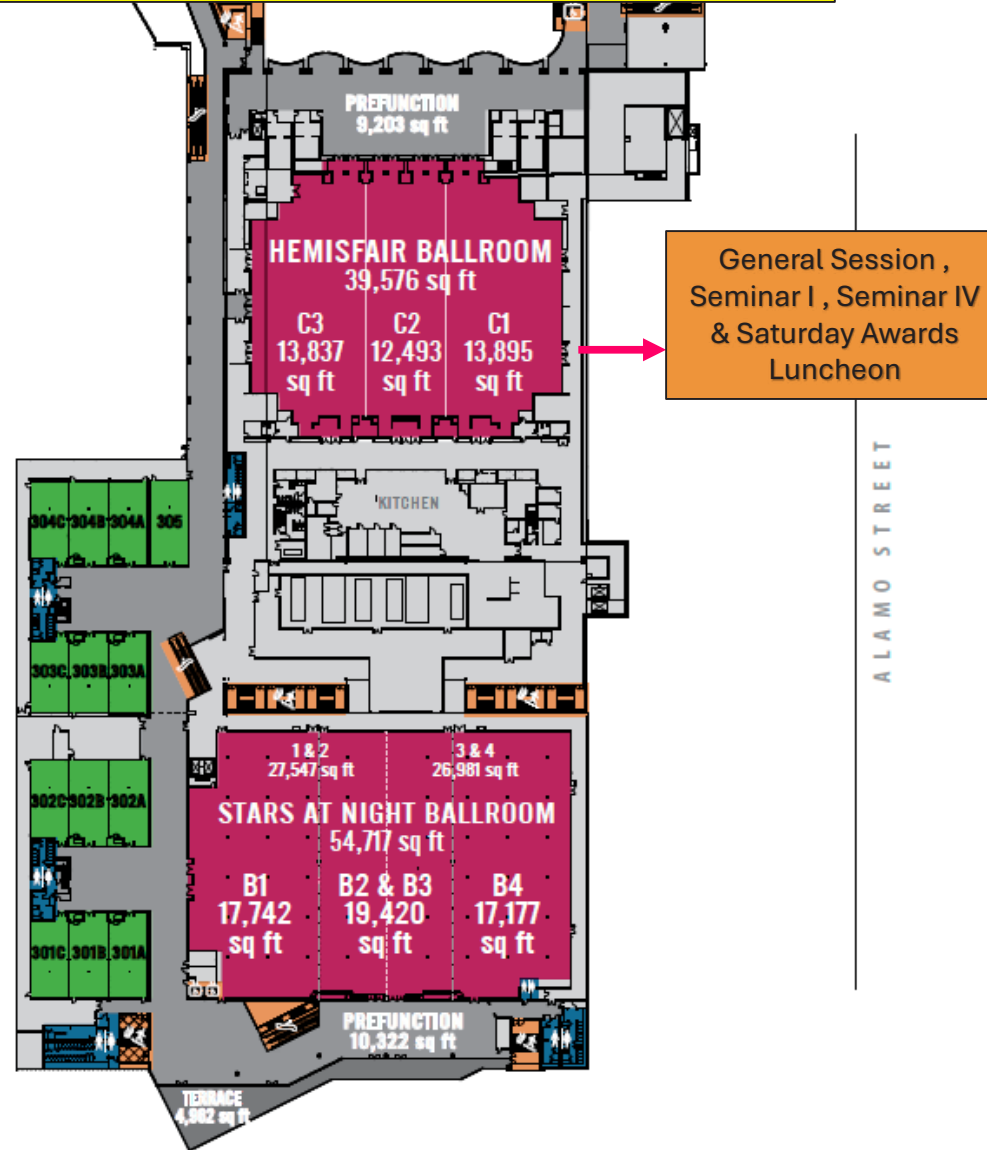 PREFUNCTION
9,203 sq ft
HEMISFAIR BALLROOM
39,576 sq ft
C3
13,837
sq ft
C2
12,493
sq ft
C1
13,895
sq ft
General Session ,
Seminar I , Seminar IV
& Saturday Awards
Luncheon
ALAMO STREET
'KITCHEN
304C 304B 304A 305
303C 303B 303A
302C 302B 302A
301C 301B 301A
1 & 2
27,547 sq ft
3 & 4
26,981 sq ft
STARS AT NIGHT BALLROOM
54,717 sq ft
B1
17,742
sq ft
B2 & B3
19,420
sq ft
B4
17,177
sq ft
PREFUNCTION
10,322 sq ft
TERRACE
4,962 sq ft